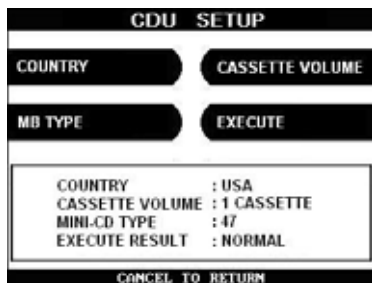 CDU SETUP
COUNTRY
CASSETTE VOLUME
MB TYPE
EXECUTE
COUNTRY : USA
CASSETTE VOLUME : 1 CASSETTE
MINI-CD TYPE : 47
EXECUTE RESULT : NORMAL
CANCEL TO RETURN